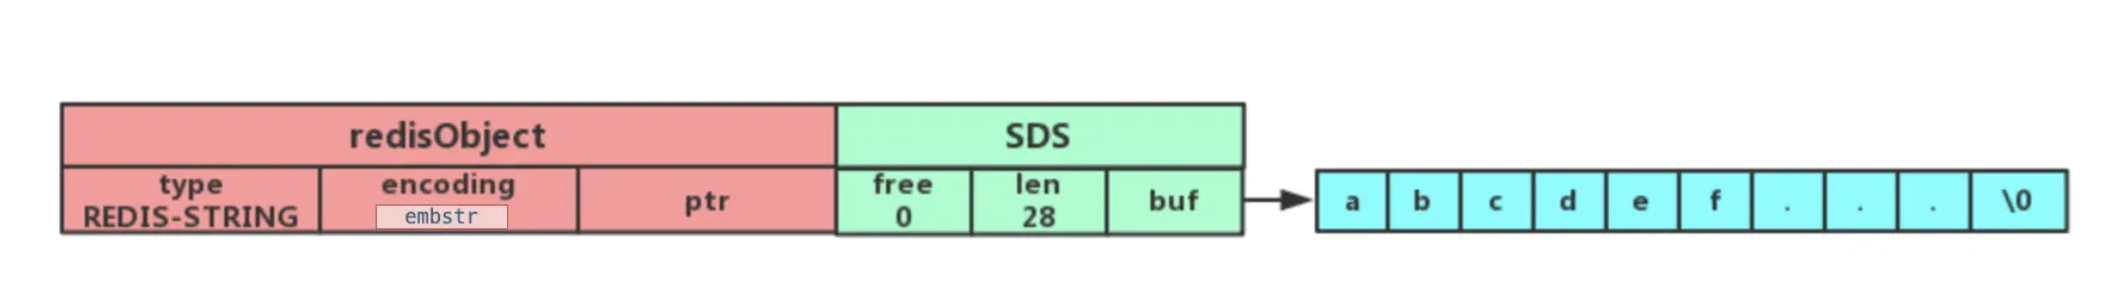 redisObject
SDS
type
REDIS-STRING
encoding
embstr
ptr
free
0
len
28
buf
a b c d e f . . . \0